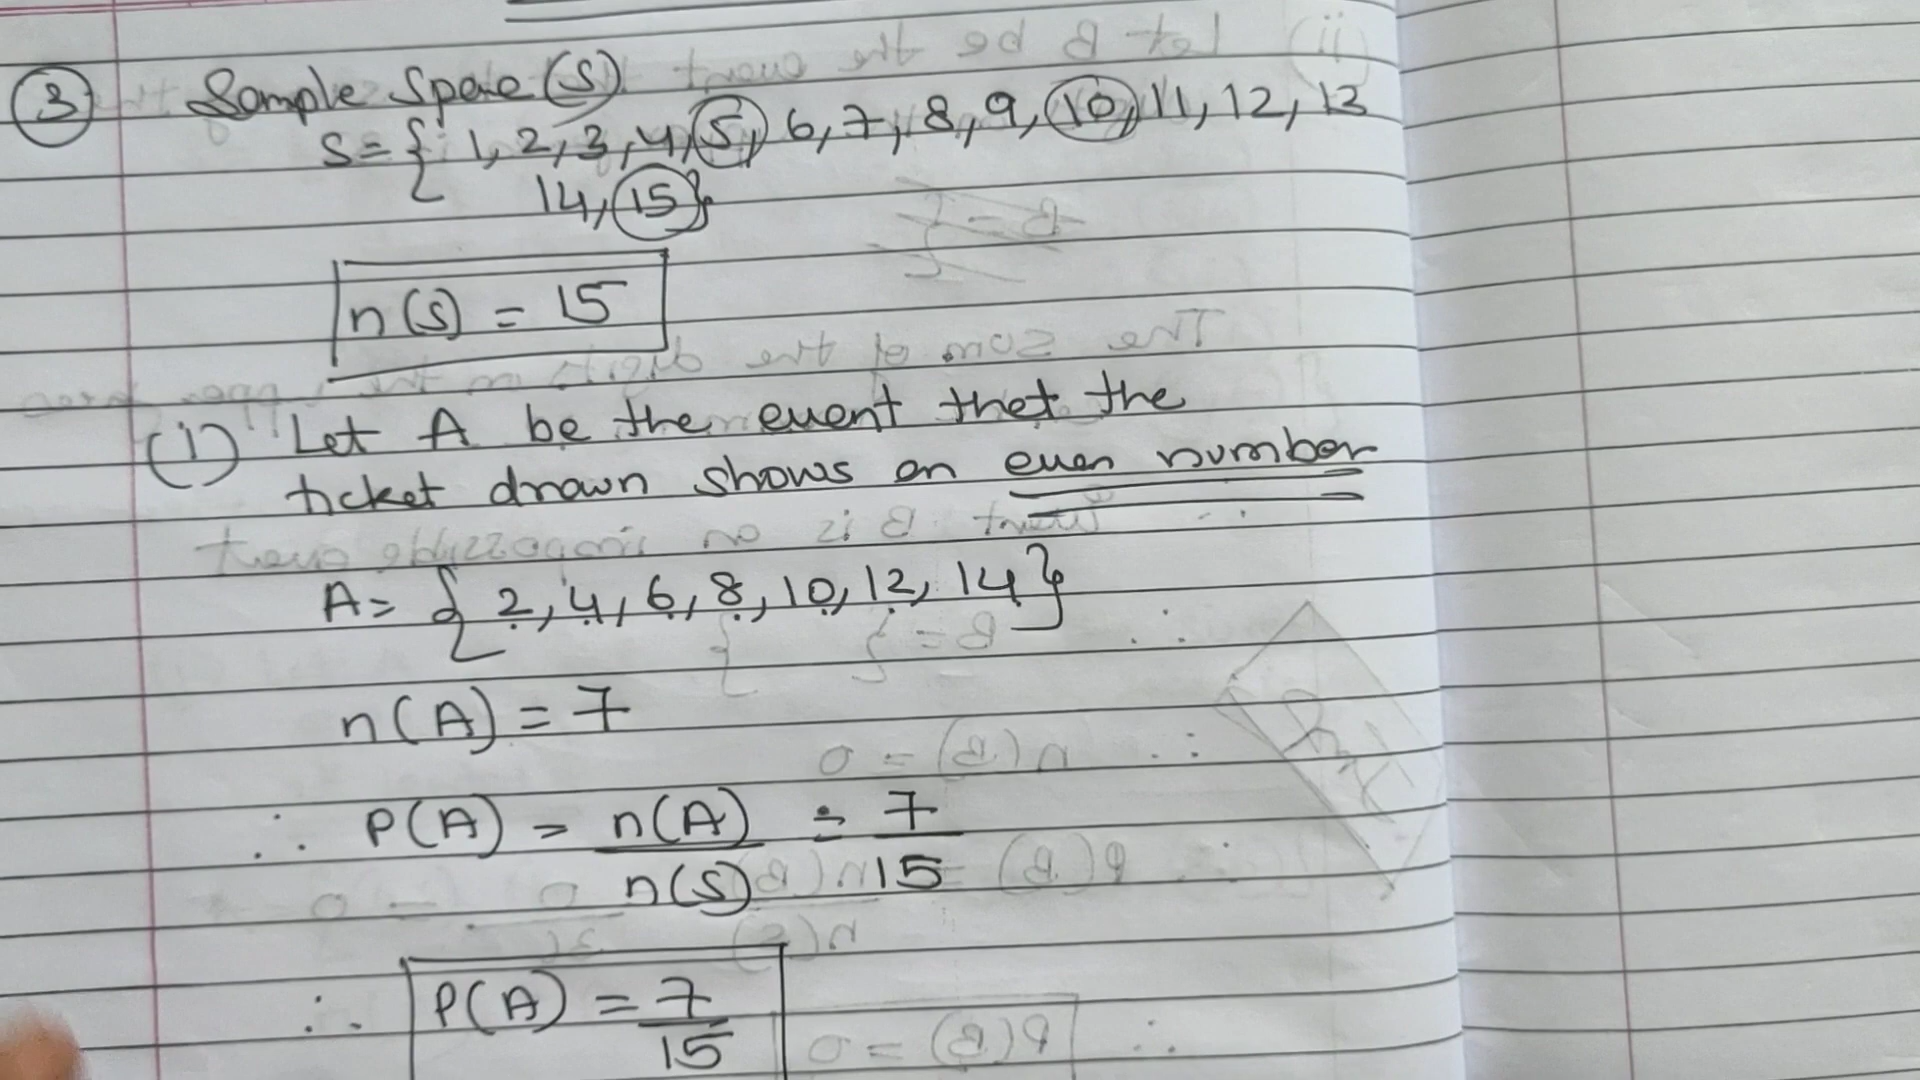 3 Sample Space (S)
S = { 1, 2, 3, 4, 5, 6, 7, 8, 9, 10, 11, 12, 13
14, 15}
n(S) = 15
(i) Let A be the event that the
ticket drawn shows an even number
A = { 2, 4, 6, 8, 10, 12, 14 }
n(A) = 7
∴ P(A) = n(A)/n(S) = 7/15
∴ P(A) = 7/15